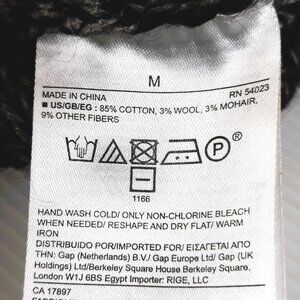 M
MADE IN CHINA RN 54023
■ US/GB/EG : 85% COTTON, 3% WOOL, 3% MOHAIR,
9% OTHER FIBERS
P ®
1166
HAND WASH COLD/ ONLY NON-CHLORINE BLEACH
WHEN NEEDED/ RESHAPE AND DRY FLAT/ WARM
IRON
DISTRIBUIDO POR/IMPORTED FOR/ ΕΙΣΑΓΕΤΑΙ ΑΠΟ
THN: Gap (Netherlands) B.V./ Gap Europe Ltd/Gap (UK
Holdings) Ltd/Berkeley Square House Berkeley Square,
London W1J 6BS Egypt Importer: RIGE, LLC
CA 17897